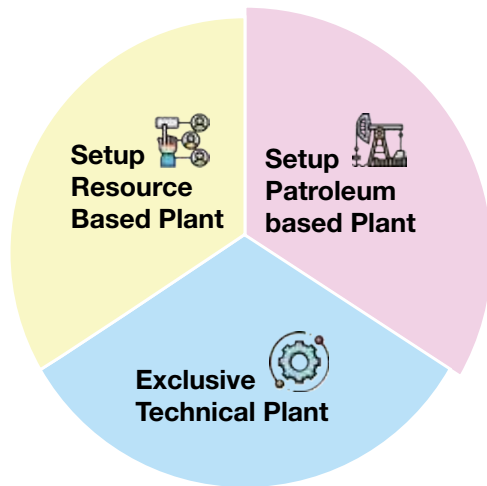 Setup
Resource
Based Plant
Setup
Patroleum
based Plant
Exclusive
Technical Plant